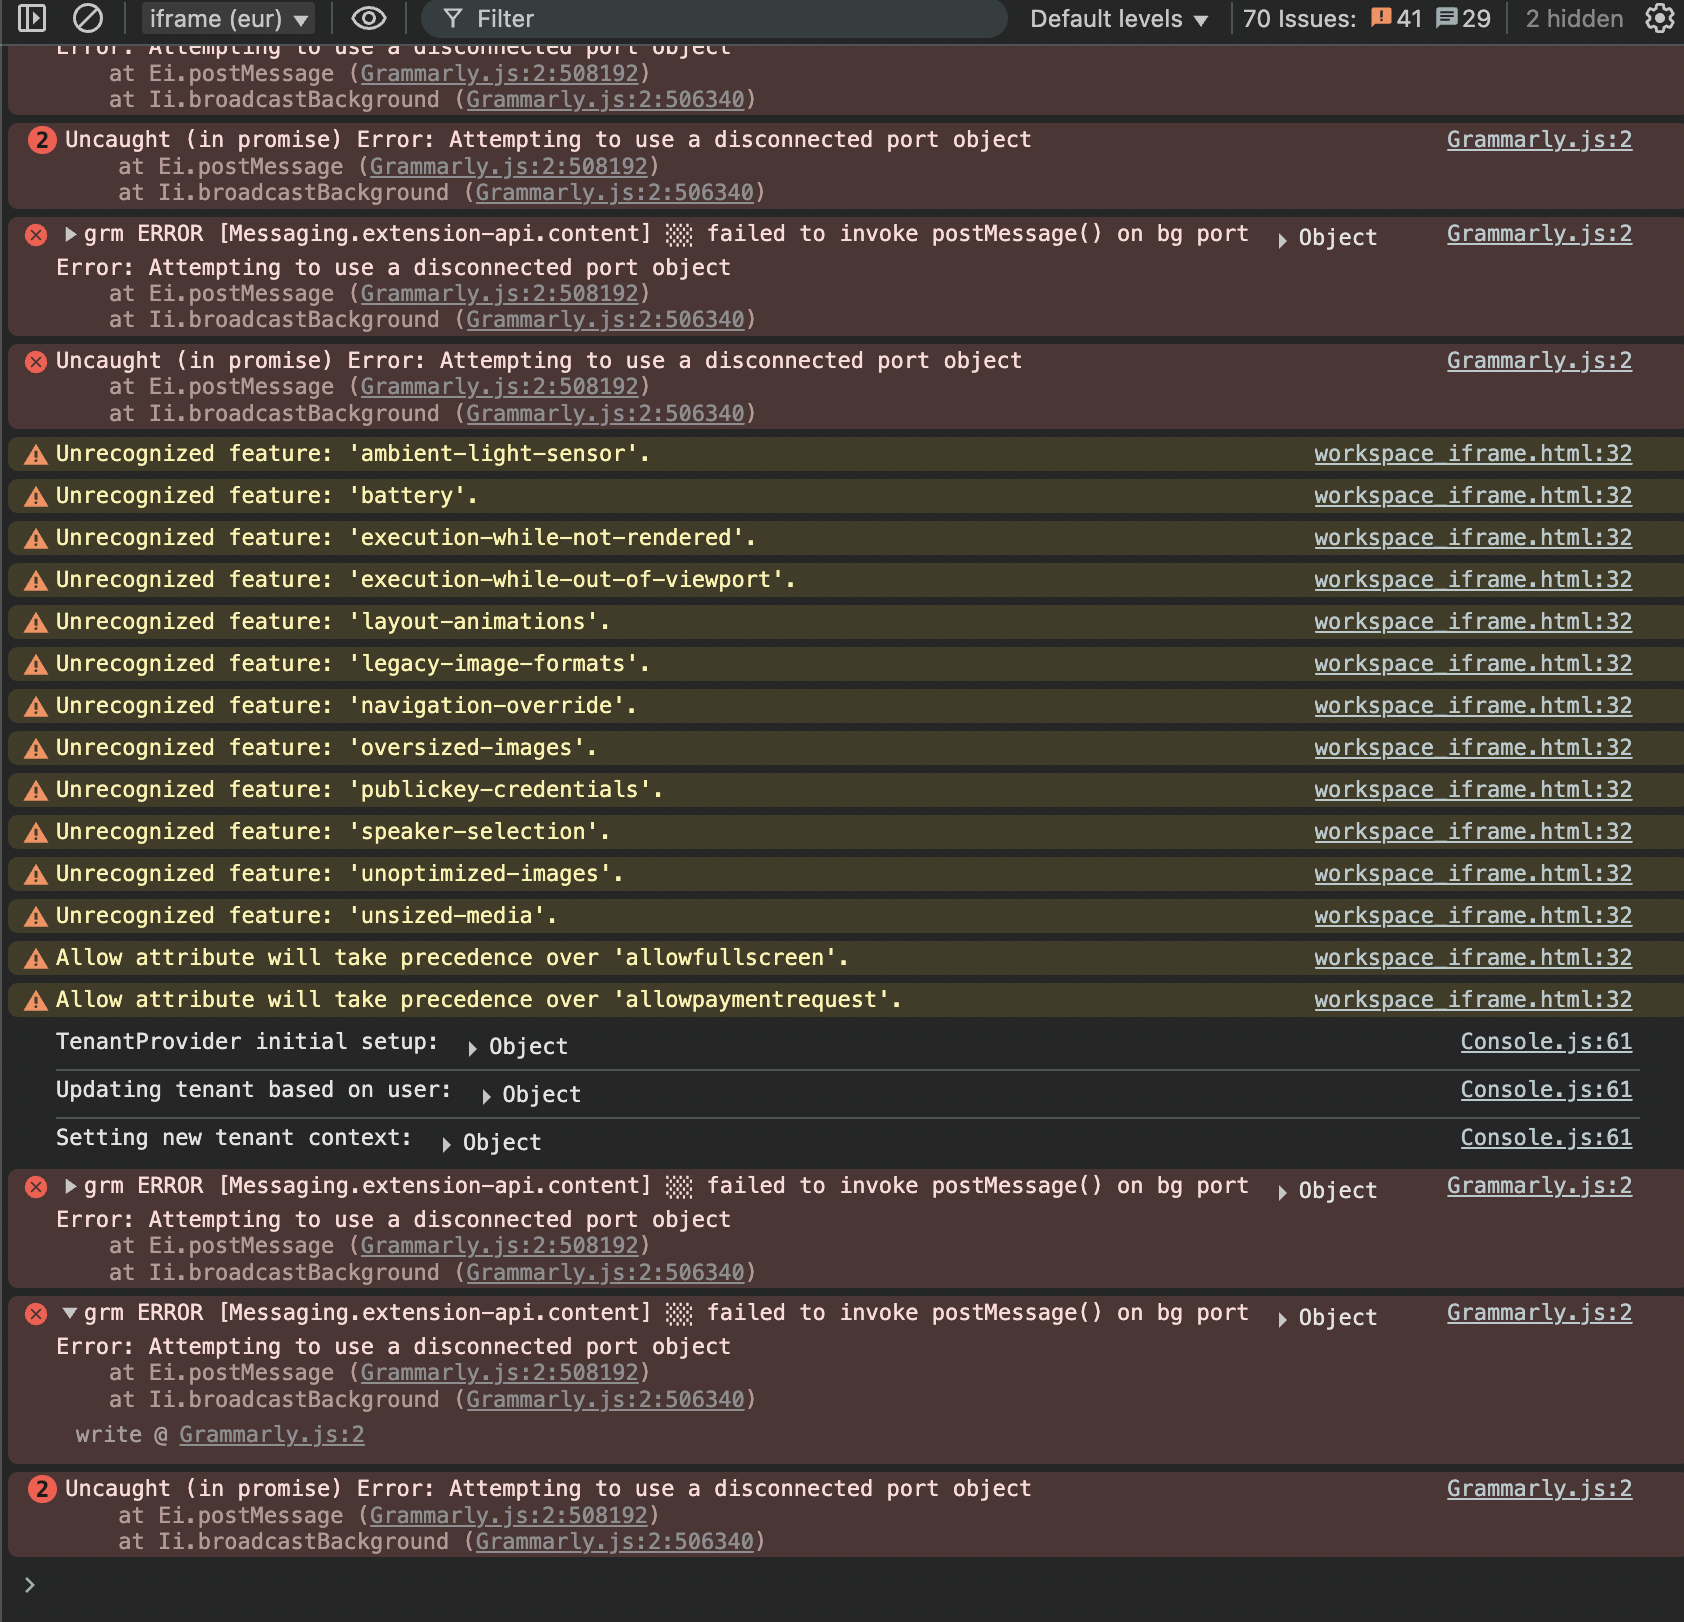 iframe (eur) ▼ Filter Default levels ▼ 70 Issues: 41 29 2 hidden
Error: Attempting to use a disconnected port object
at Ei.postMessage (Grammarly.js:2:508192)
at Ii.broadcastBackground (Grammarly.js:2:506340)
2 Uncaught (in promise) Error: Attempting to use a disconnected port object Grammarly.js:2
at Ei.postMessage (Grammarly.js:2:508192)
at Ii.broadcastBackground (Grammarly.js:2:506340)
▶ grm ERROR [Messaging.extension-api.content] ░░ failed to invoke postMessage() on bg port ▶ Object Grammarly.js:2
Error: Attempting to use a disconnected port object
at Ei.postMessage (Grammarly.js:2:508192)
at Ii.broadcastBackground (Grammarly.js:2:506340)
Uncaught (in promise) Error: Attempting to use a disconnected port object Grammarly.js:2
at Ei.postMessage (Grammarly.js:2:508192)
at Ii.broadcastBackground (Grammarly.js:2:506340)
Unrecognized feature: 'ambient-light-sensor'. workspace_iframe.html:32
Unrecognized feature: 'battery'. workspace_iframe.html:32
Unrecognized feature: 'execution-while-not-rendered'. workspace_iframe.html:32
Unrecognized feature: 'execution-while-out-of-viewport'. workspace_iframe.html:32
Unrecognized feature: 'layout-animations'. workspace_iframe.html:32
Unrecognized feature: 'legacy-image-formats'. workspace_iframe.html:32
Unrecognized feature: 'navigation-override'. workspace_iframe.html:32
Unrecognized feature: 'oversized-images'. workspace_iframe.html:32
Unrecognized feature: 'publickey-credentials'. workspace_iframe.html:32
Unrecognized feature: 'speaker-selection'. workspace_iframe.html:32
Unrecognized feature: 'unoptimized-images'. workspace_iframe.html:32
Unrecognized feature: 'unsized-media'. workspace_iframe.html:32
Allow attribute will take precedence over 'allowfullscreen'. workspace_iframe.html:32
Allow attribute will take precedence over 'allowpaymentrequest'. workspace_iframe.html:32
TenantProvider initial setup: ▶ Object Console.js:61
Updating tenant based on user: ▶ Object Console.js:61
Setting new tenant context: ▶ Object Console.js:61
▶ grm ERROR [Messaging.extension-api.content] ░░ failed to invoke postMessage() on bg port ▶ Object Grammarly.js:2
Error: Attempting to use a disconnected port object
at Ei.postMessage (Grammarly.js:2:508192)
at Ii.broadcastBackground (Grammarly.js:2:506340)
▼ grm ERROR [Messaging.extension-api.content] ░░ failed to invoke postMessage() on bg port ▶ Object Grammarly.js:2
Error: Attempting to use a disconnected port object
at Ei.postMessage (Grammarly.js:2:508192)
at Ii.broadcastBackground (Grammarly.js:2:506340)
write @ Grammarly.js:2
2 Uncaught (in promise) Error: Attempting to use a disconnected port object Grammarly.js:2
at Ei.postMessage (Grammarly.js:2:508192)
at Ii.broadcastBackground (Grammarly.js:2:506340)